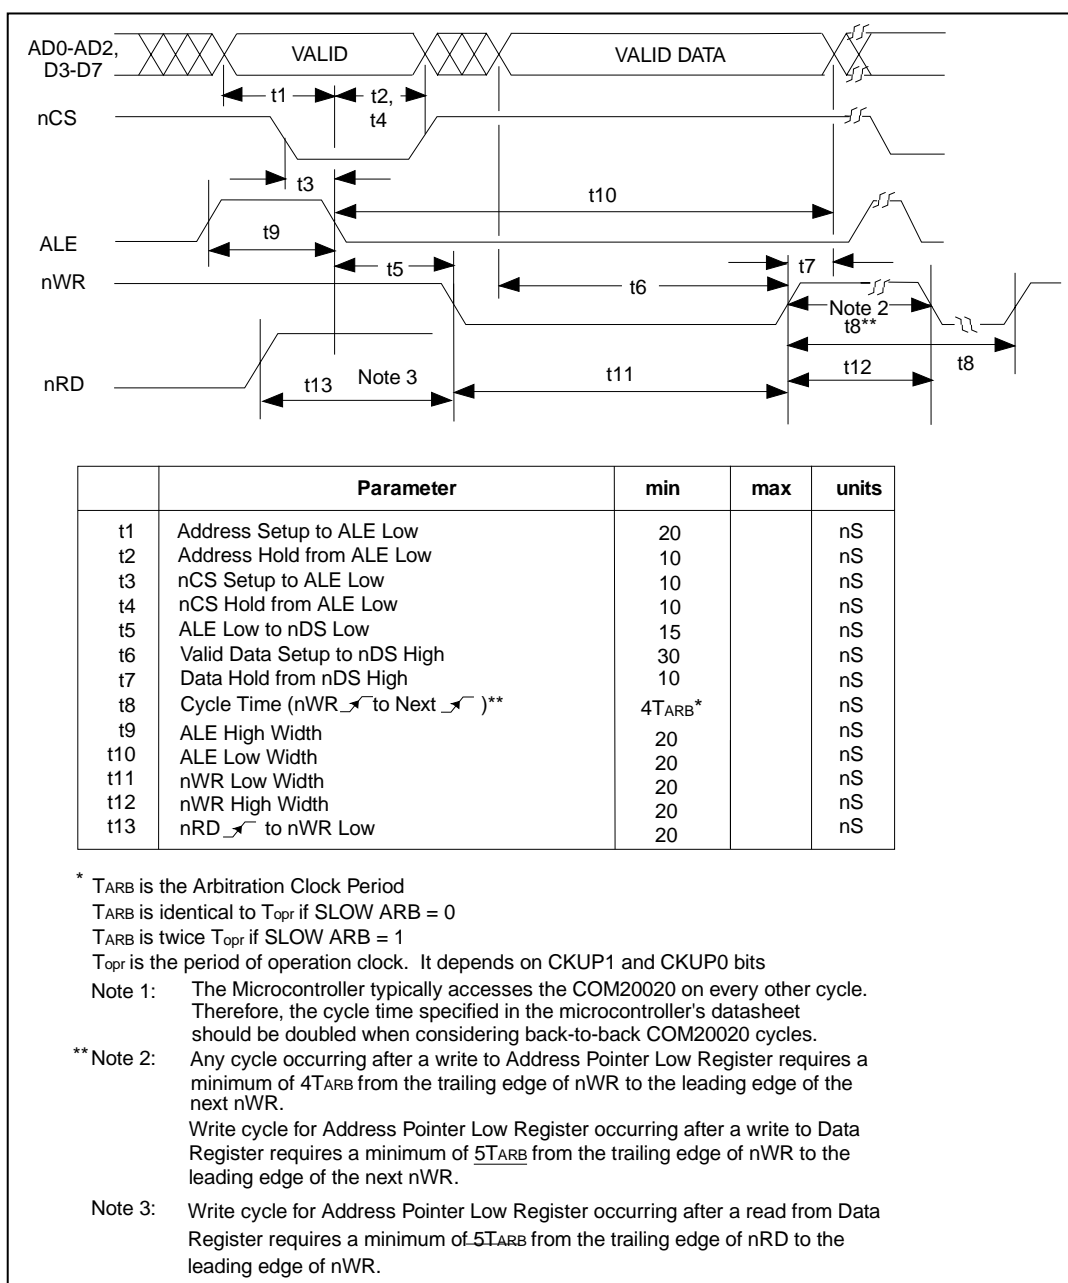 AD0-AD2,
D3-D7
VALID
VALID DATA
t1
t2,
t4
nCS
t3
t10
t9
ALE
t5
t7
nWR
t6
Note 2
t8**
t8
nRD
t13
Note 3
t11
t12
Parameter min max units
t1 Address Setup to ALE Low 20 nS
t2 Address Hold from ALE Low 10 nS
t3 nCS Setup to ALE Low 10 nS
t4 nCS Hold from ALE Low 10 nS
t5 ALE Low to nDS Low 15 nS
t6 Valid Data Setup to nDS High 30 nS
t7 Data Hold from nDS High 10 nS
t8 Cycle Time (nWR to Next )** 4TARB* nS
t9 ALE High Width 20 nS
t10 ALE Low Width 20 nS
t11 nWR Low Width 20 nS
t12 nWR High Width 20 nS
t13 nRD to nWR Low 20 nS
* TARB is the Arbitration Clock Period
TARB is identical to Topr if SLOW ARB = 0
TARB is twice Topr if SLOW ARB = 1
Topr is the period of operation clock. It depends on CKUP1 and CKUP0 bits
Note 1: The Microcontroller typically accesses the COM20020 on every other cycle.
Therefore, the cycle time specified in the microcontroller's datasheet
should be doubled when considering back-to-back COM20020 cycles.
**Note 2: Any cycle occurring after a write to Address Pointer Low Register requires a
minimum of 4TARB from the trailing edge of nWR to the leading edge of the
next nWR.
Write cycle for Address Pointer Low Register occurring after a write to Data
Register requires a minimum of 5TARB from the trailing edge of nWR to the
leading edge of the next nWR.
Note 3: Write cycle for Address Pointer Low Register occurring after a read from Data
Register requires a minimum of 5TARB from the trailing edge of nRD to the
leading edge of nWR.